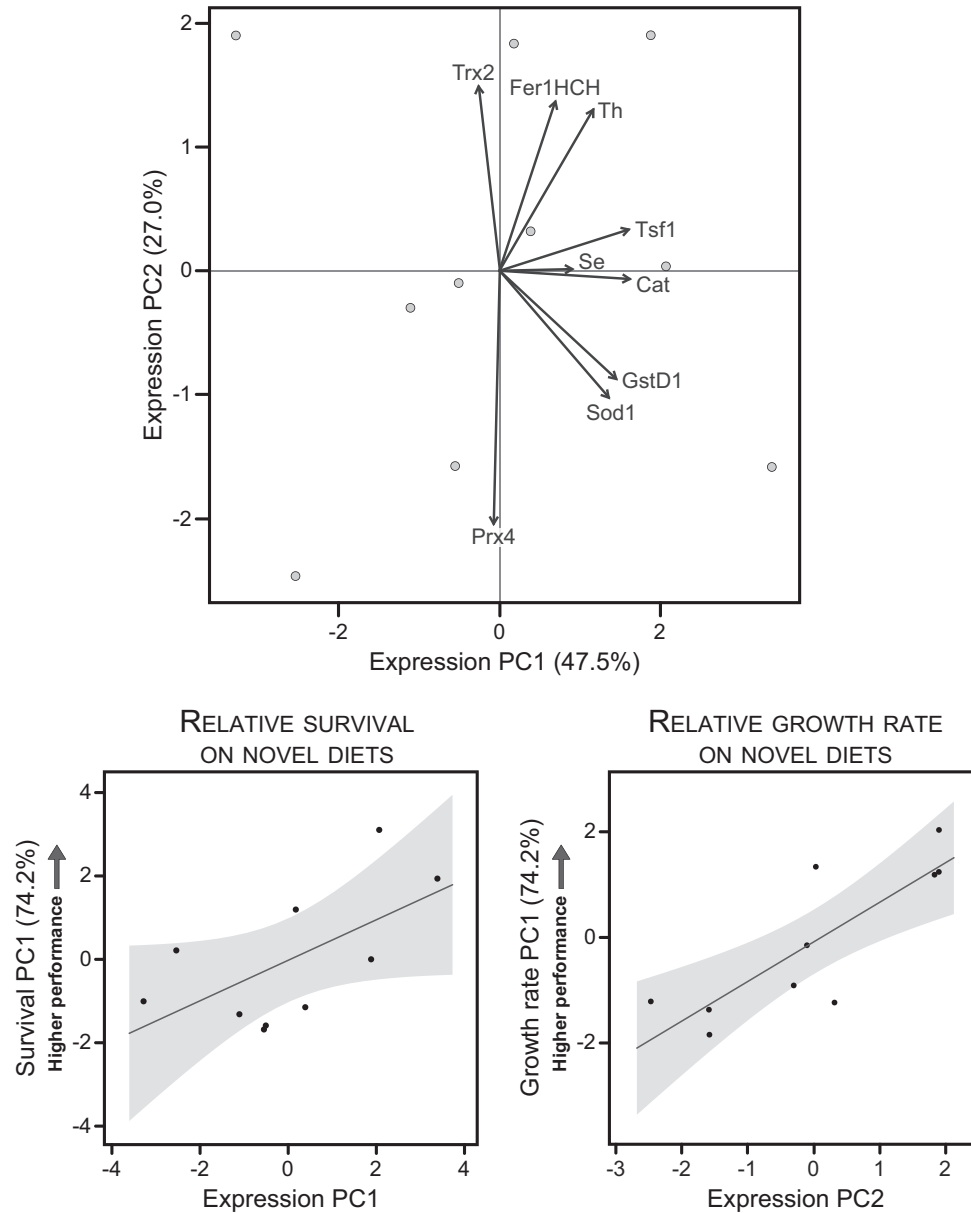 2
1
0
-1
-2
Expression PC2 (27.0%)
Trx2
Fer1HCH
Th
Tsf1
Se
Cat
GstD1
Sod1
Prx4
-2
0
2
Expression PC1 (47.5%)
RELATIVE SURVIVAL
ON NOVEL DIETS
4
2
0
-2
-4
Survival PC1 (74.2%)
Higher performance
-4
-2
0
2
4
Expression PC1
RELATIVE GROWTH RATE
ON NOVEL DIETS
2
0
-2
Growth rate PC1 (74.2%)
Higher performance
-3
-2
-1
0
1
2
Expression PC2